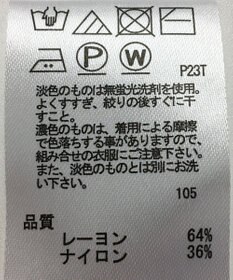 P23T
P
W
淡色のものは無蛍光洗剤を使用。
よくすすぎ、絞りの後すぐに干
すこと。
濃色のものは、着用による摩擦
で色落ちする事がありますので、
組み合せの衣服にご注意下さい。
また、淡色のものとは別にお洗
い下さい。
105
品質
レーヨン 64%
ナイロン 36%